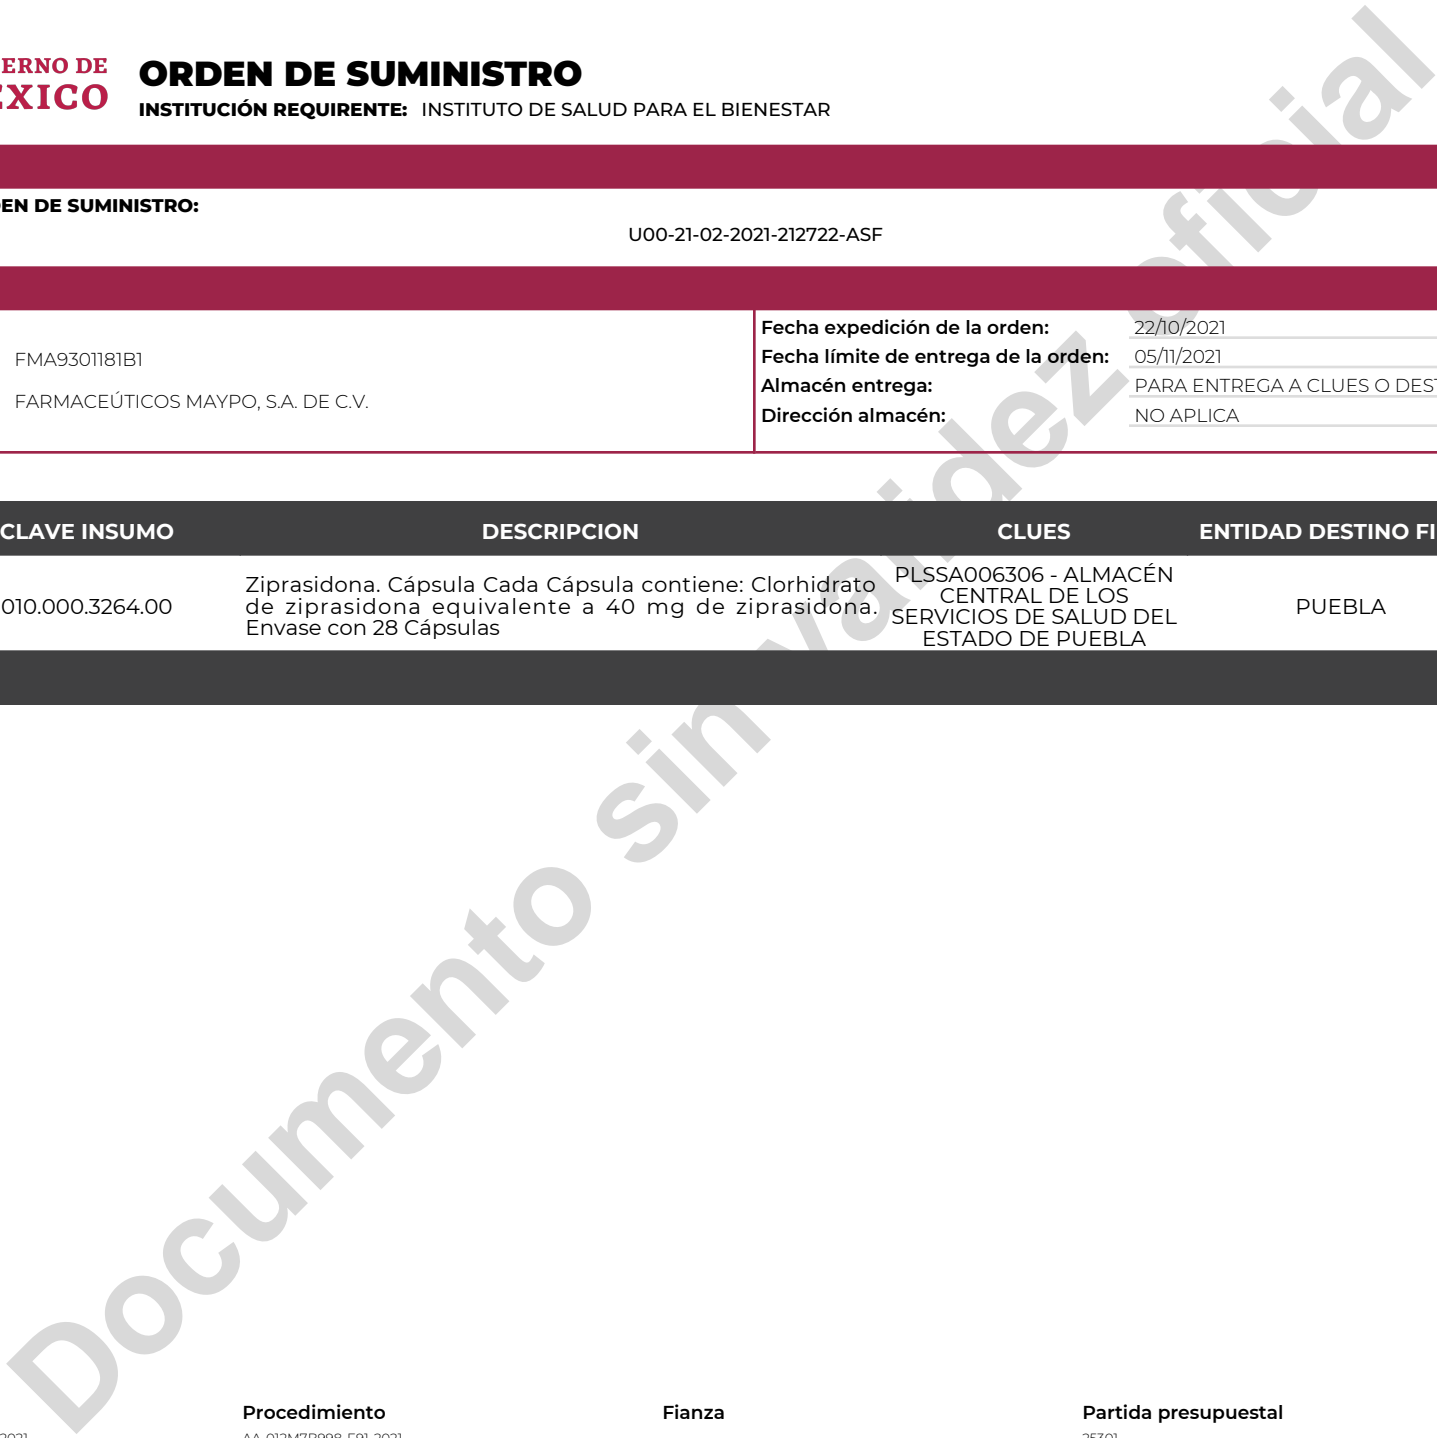 ERNO DE
ÉXICO
ORDEN DE SUMINISTRO
INSTITUCIÓN REQUIRENTE: INSTITUTO DE SALUD PARA EL BIENESTAR
EN DE SUMINISTRO:
U00-21-02-2021-212722-ASF
FMA9301181B1
FARMACEÚTICOS MAYPO, S.A. DE C.V.
Fecha expedición de la orden: 22/10/2021
Fecha límite de entrega de la orden: 05/11/2021
Almacén entrega: PARA ENTREGA A CLUES O DEST
Dirección almacén: NO APLICA
CLAVE INSUMO DESCRIPCION CLUES ENTIDAD DESTINO FI
010.000.3264.00
Ziprasidona. Cápsula Cada Cápsula contiene: Clorhidrato
de ziprasidona equivalente a 40 mg de ziprasidona.
Envase con 28 Cápsulas
PLSSA006306 - ALMACÉN
CENTRAL DE LOS
SERVICIOS DE SALUD DEL
ESTADO DE PUEBLA
PUEBLA
Documento sin validez oficial
Procedimiento Fianza Partida presupuestal